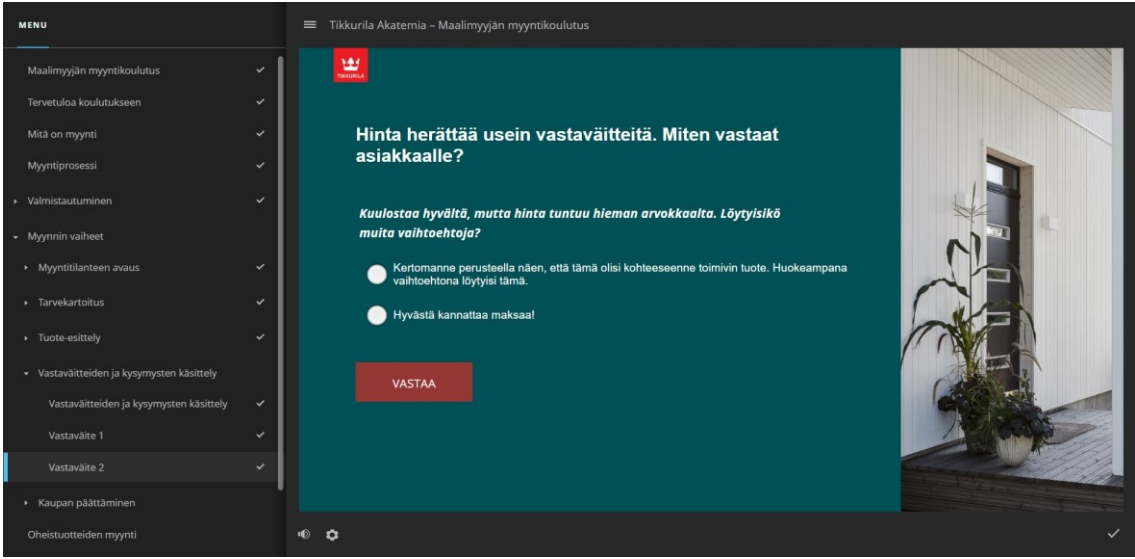 MENU
Maalimyyjän myyntikoulutus
Tervetuloa koulutukseen
Mitä on myynti
Myyntiprosessi
Valmistautuminen
Myynnin vaiheet
Myyntitilanteen avaus
Tarvekartoitus
Tuote-esittely
Vastaväitteiden ja kysymysten käsittely
Vastaväitteiden ja kysymysten käsittely
Vastaväite 1
Vastaväite 2
Kaupan päättäminen
Oheistuotteiden myynti
Tikkurila Akatemia – Maalimyyjän myyntikoulutus
TIKKURILA
Hinta herättää usein vastaväitteitä. Miten vastaat
asiakkaalle?
Kuulostaa hyvältä, mutta hinta tuntuu hieman arvokkaalta. Löytyisikö
muita vaihtoehtoja?
Kertomanne perusteella näen, että tämä olisi kohteeseenne toimivin tuote. Huokeampana
vaihtoehtona löytyisi tämä.
Hyvästä kannattaa maksaa!
VASTAA